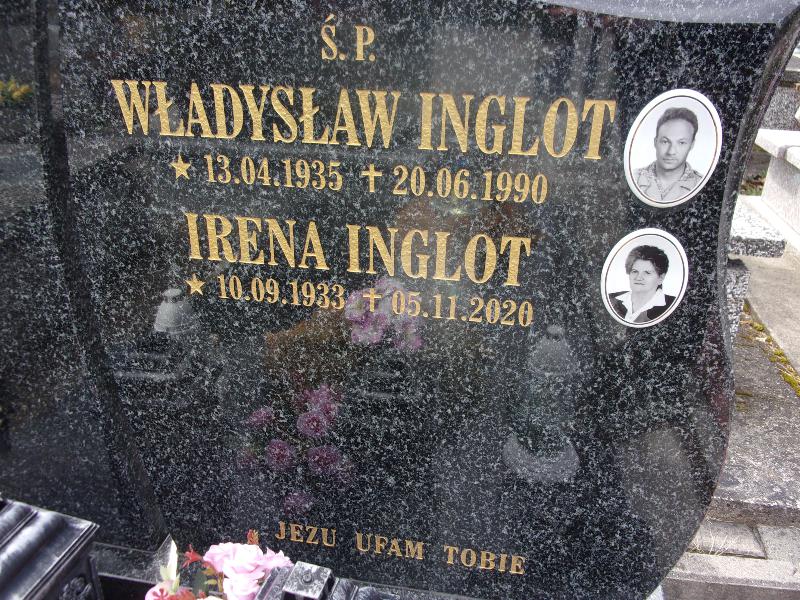 Ś. P.
WŁADYSŁAW INGLOT
★ 13.04.1935 ✝ 20.06.1990
IRENA INGLOT
★ 10.09.1933 ✝ 05.11.2020
JEZU UFAM TOBIE